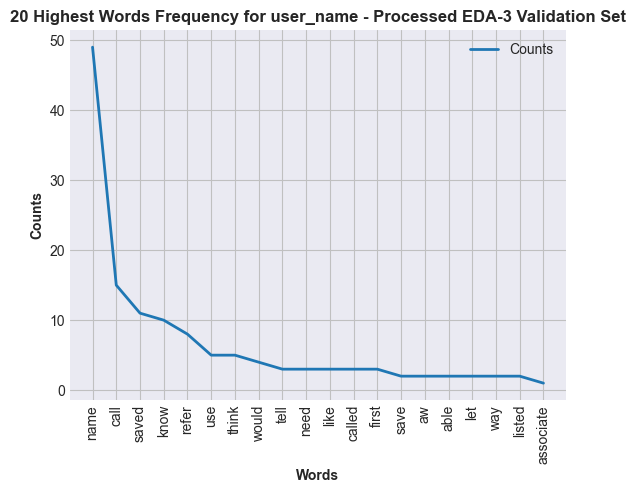 20 Highest Words Frequency for user_name - Processed EDA-3 Validation Set
Counts
50
40
30
20
10
0
Counts
name
call
saved
know
refer
use
think
would
tell
need
like
called
first
save
aw
able
let
way
listed
associate
Words